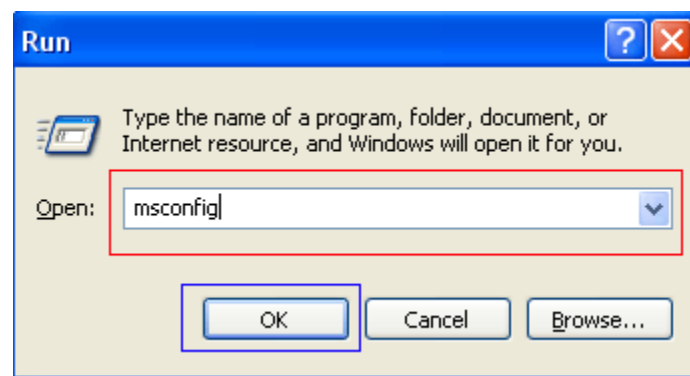 Run
Type the name of a program, folder, document, or
Internet resource, and Windows will open it for you.
Open: msconfig
OK Cancel Browse...